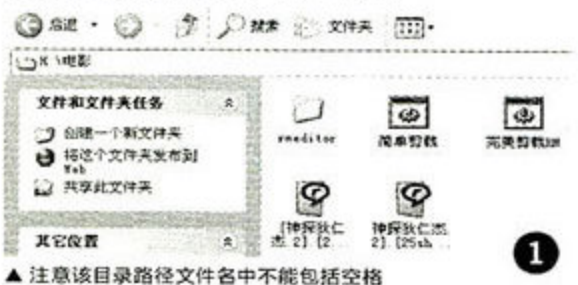 后退 搜索 文件夹
K:\电影
文件和文件夹任务
创建一个新文件夹
将这个文件夹发布到
Web
共享此文件夹
其它位置
rmeditor 简单剪载 完美剪载
[神探狄仁
杰 2] [2...
神探狄仁杰
2] [25sh...
1
▲ 注意该目录路径文件名中不能包括空格